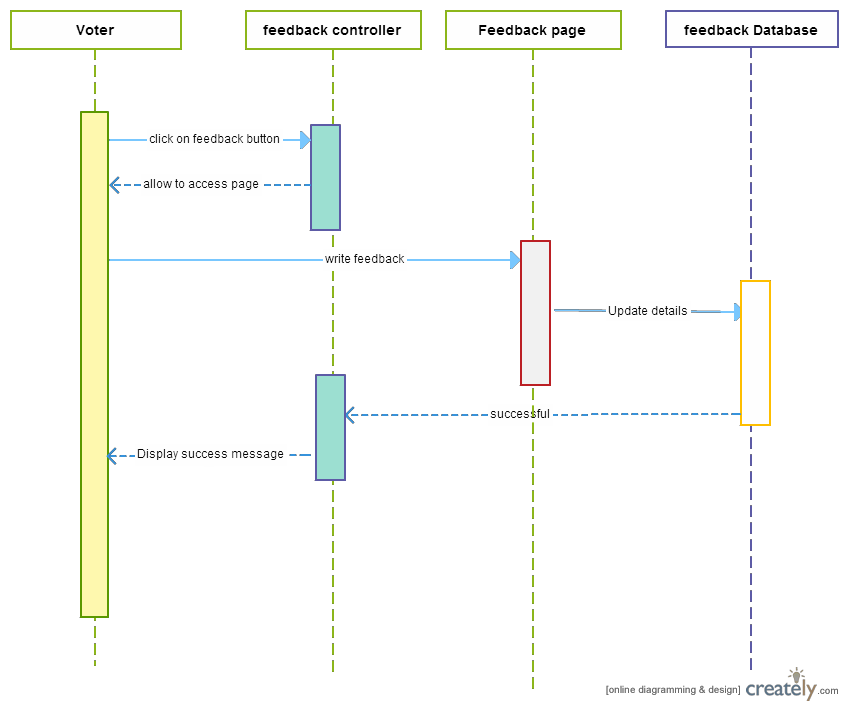 Voter
feedback controller
Feedback page
feedback Database
click on feedback button
allow to access page
write feedback
Update details
successful
Display success message
[online diagramming & design] creately.com